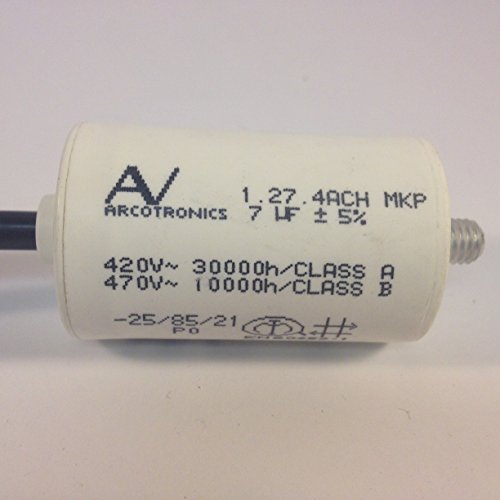 AV
ARCOTRONICS
1.27.4ACH MKP
7 µF ± 5%
420V~ 30000h/CLASS A
470V~ 10000h/CLASS B
-25/85/21
P0